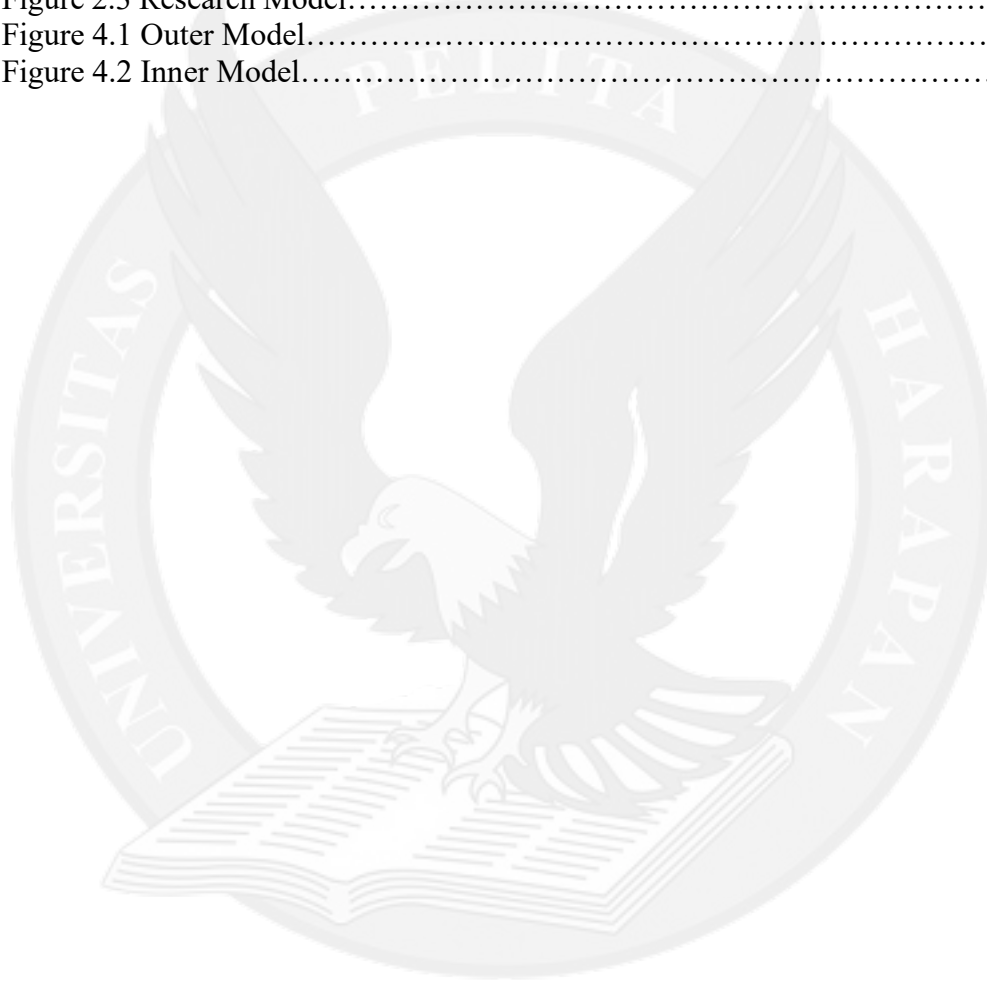 Figure 2.3 Research Model……………………………………………………
Figure 4.1 Outer Model…………………………………………………………
Figure 4.2 Inner Model…………………………………………………………
UNIVERSITAS PELITA HARAPAN